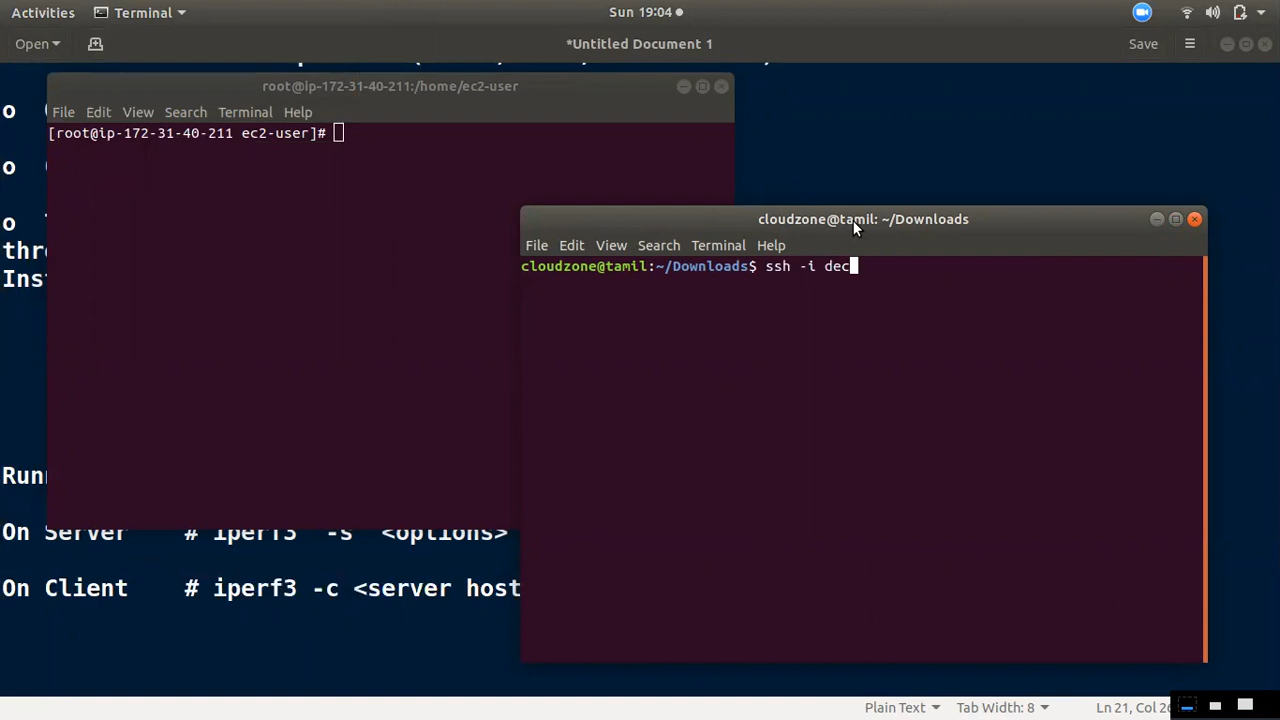 Activities Terminal Sun 19:04
Open *Untitled Document 1 Save
root@ip-172-31-40-211:/home/ec2-user
File Edit View Search Terminal Help
[root@ip-172-31-40-211 ec2-user]#
o
o
o
thr
Ins
cloudzone@tamil: ~/Downloads
File Edit View Search Terminal Help
cloudzone@tamil:~/Downloads$ ssh -i dec
Run
On Server # iperf3 -s <options>
On Client # iperf3 -c <server host
Plain Text Tab Width: 8 Ln 21, Col 26